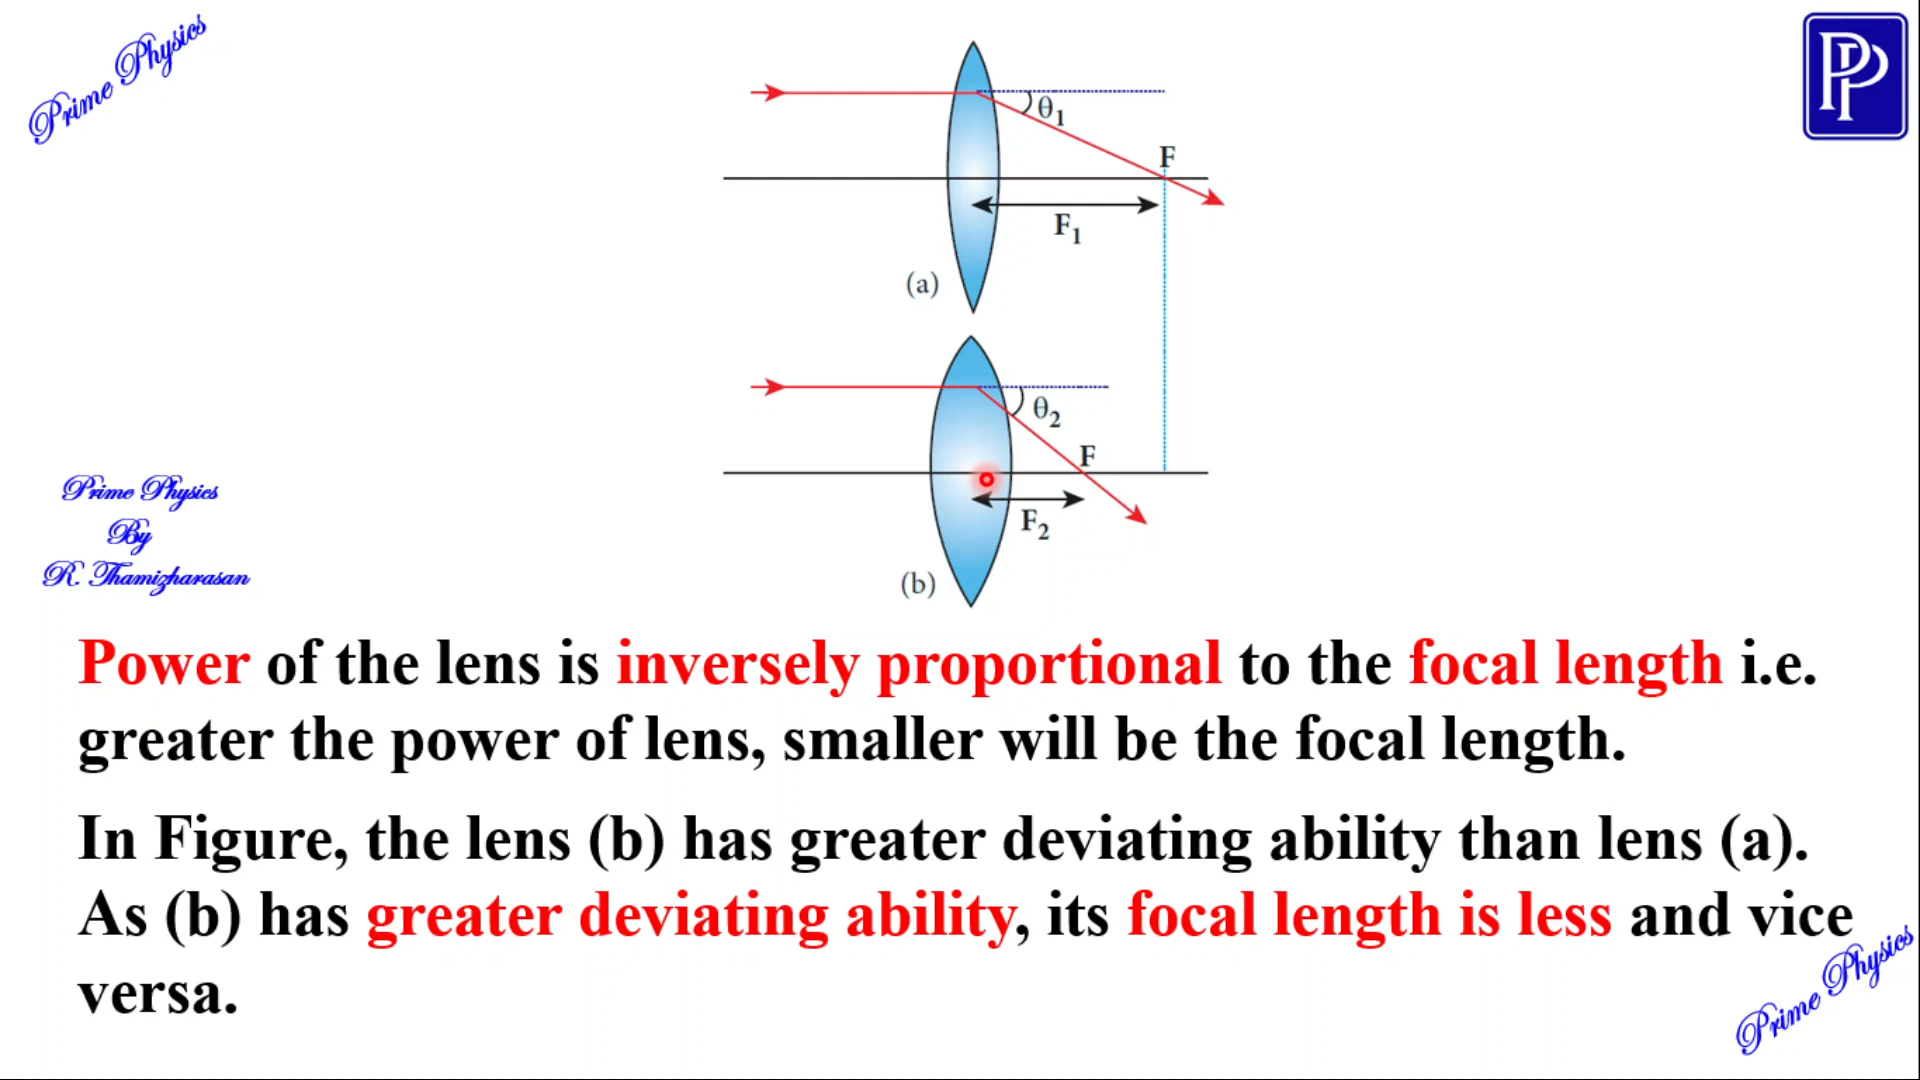 Prime Physics
PP
θ1
F
F1
(a)
θ2
F
F2
(b)
Prime Physics
By
R. Thamizharasan
Power of the lens is inversely proportional to the focal length i.e.
greater the power of lens, smaller will be the focal length.
In Figure, the lens (b) has greater deviating ability than lens (a).
As (b) has greater deviating ability, its focal length is less and vice
versa.
Prime Physics